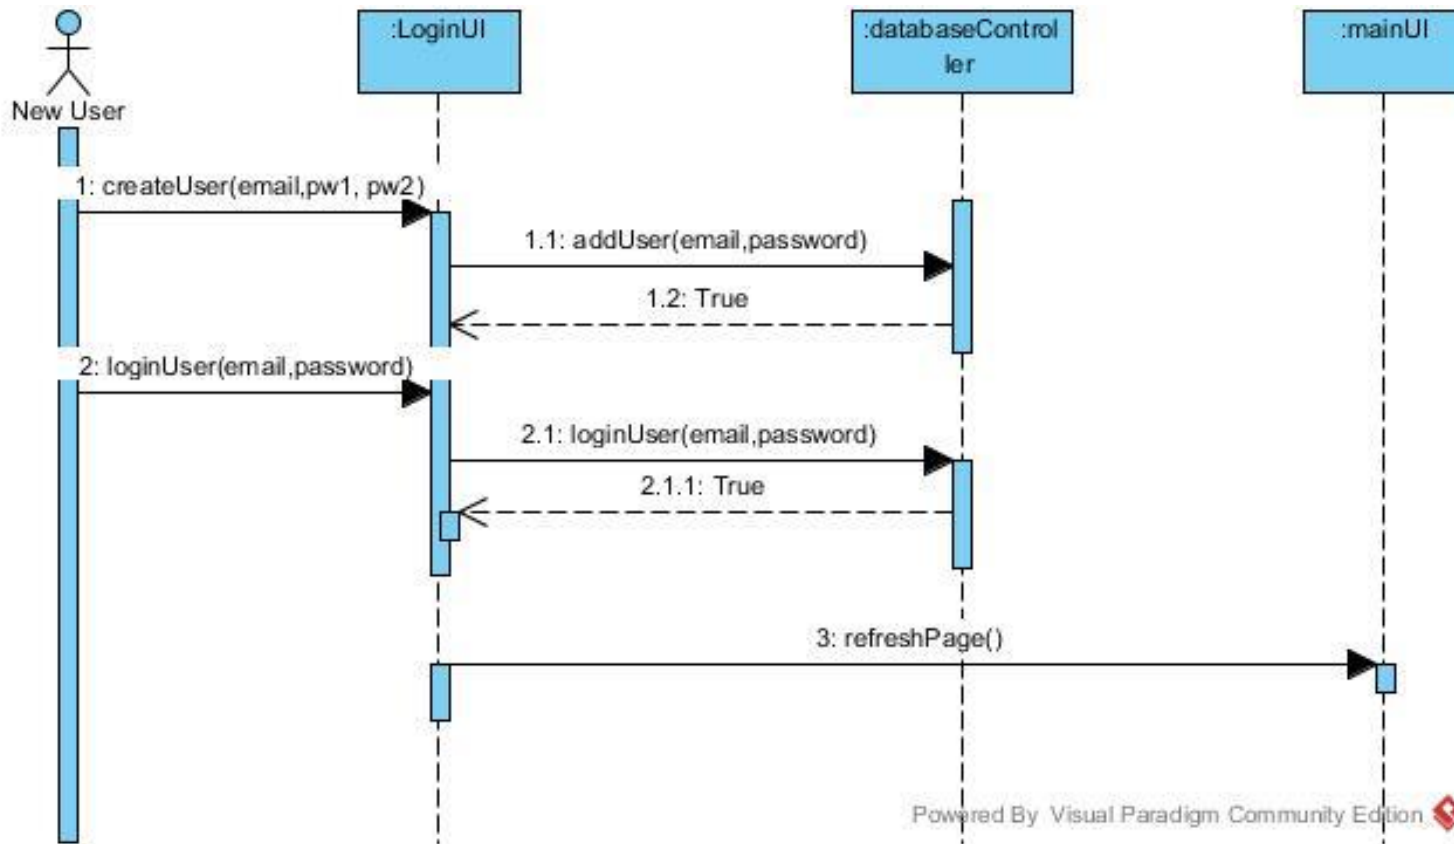 :LoginUI
:databaseControl
ler
:mainUI
New User
1: createUser(email,pw1, pw2)
1.1: addUser(email,password)
1.2: True
2: loginUser(email,password)
2.1: loginUser(email,password)
2.1.1: True
3: refreshPage()
Powered By Visual Paradigm Community Edition